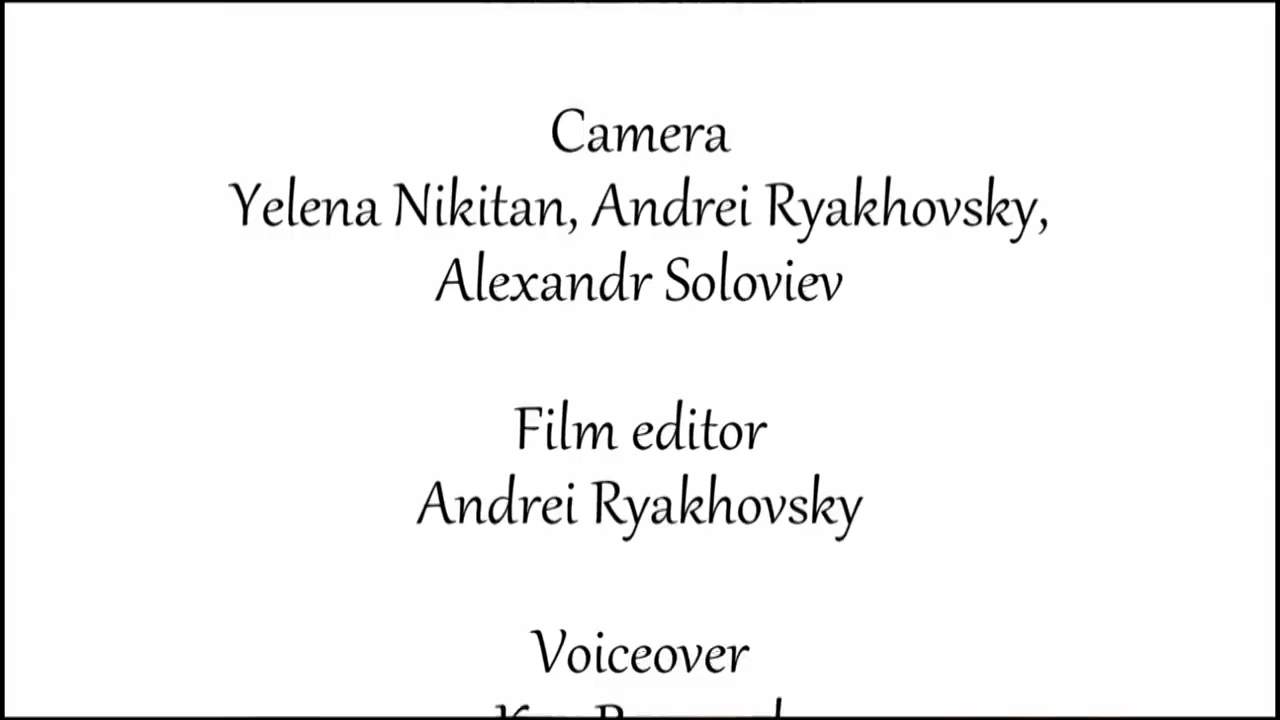 Camera
Yelena Nikitan, Andrei Ryakhovsky,
Alexandr Soloviev
Film editor
Andrei Ryakhovsky
Voiceover